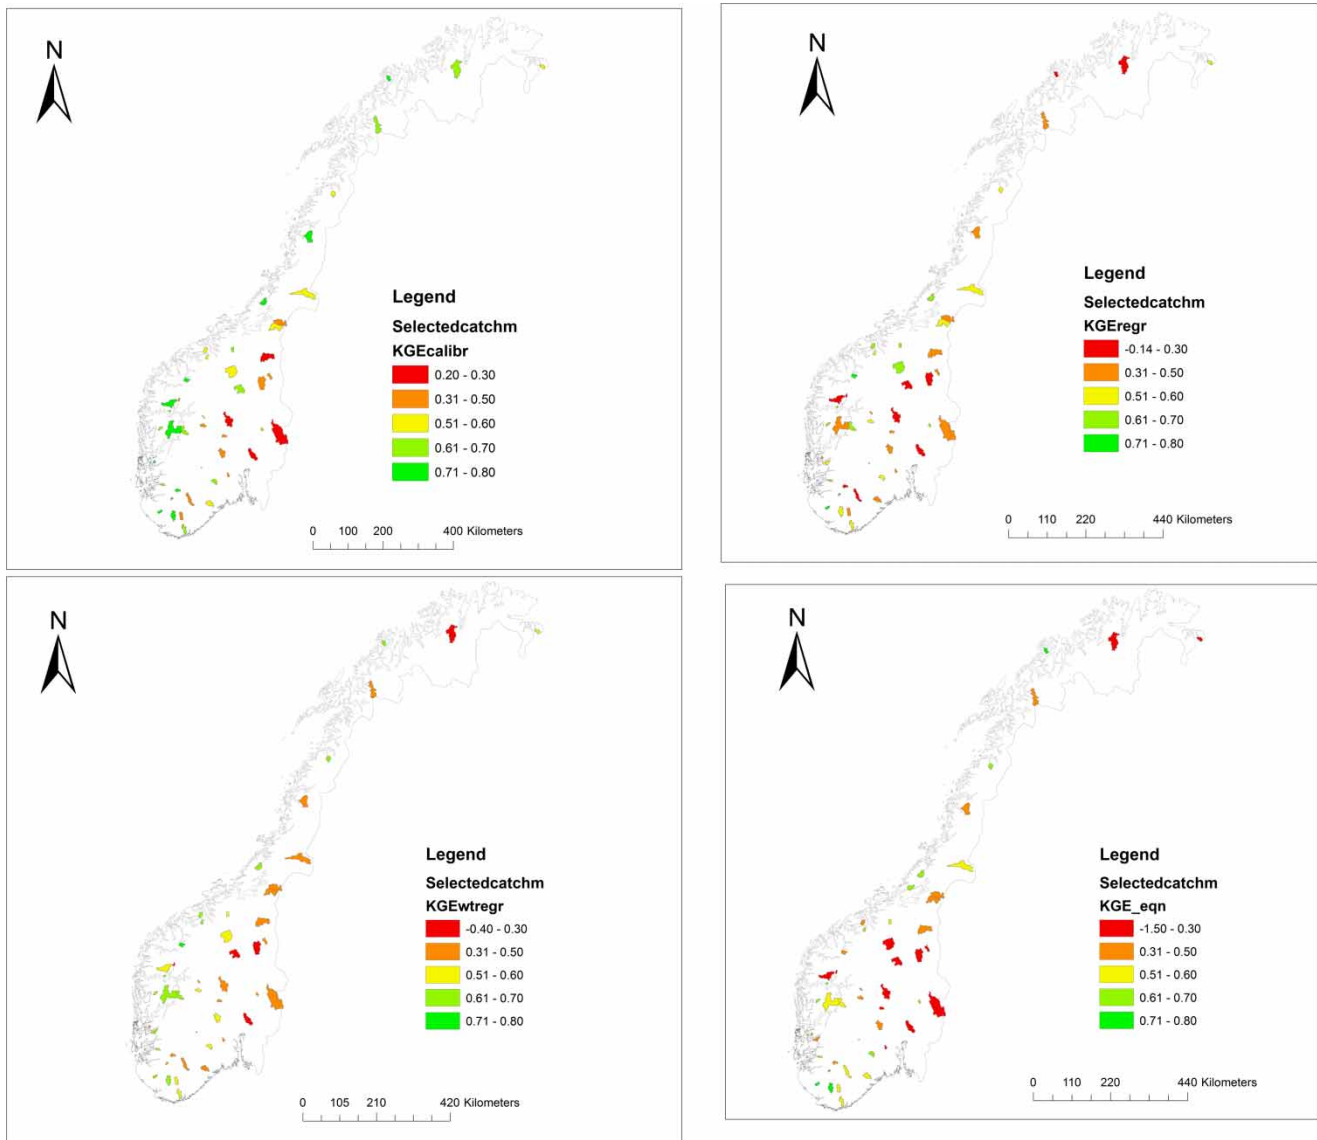 N
Legend
Selectedcatchm
KGEcalibr
0.20 - 0.30
0.31 - 0.50
0.51 - 0.60
0.61 - 0.70
0.71 - 0.80
0 100 200 400 Kilometers
N
Legend
Selectedcatchm
KGEregr
-0.14 - 0.30
0.31 - 0.50
0.51 - 0.60
0.61 - 0.70
0.71 - 0.80
0 110 220 440 Kilometers
N
Legend
Selectedcatchm
KGEwtregr
-0.40 - 0.30
0.31 - 0.50
0.51 - 0.60
0.61 - 0.70
0.71 - 0.80
0 105 210 420 Kilometers
N
Legend
Selectedcatchm
KGE_eqn
-1.50 - 0.30
0.31 - 0.50
0.51 - 0.60
0.61 - 0.70
0.71 - 0.80
0 110 220 440 Kilometers